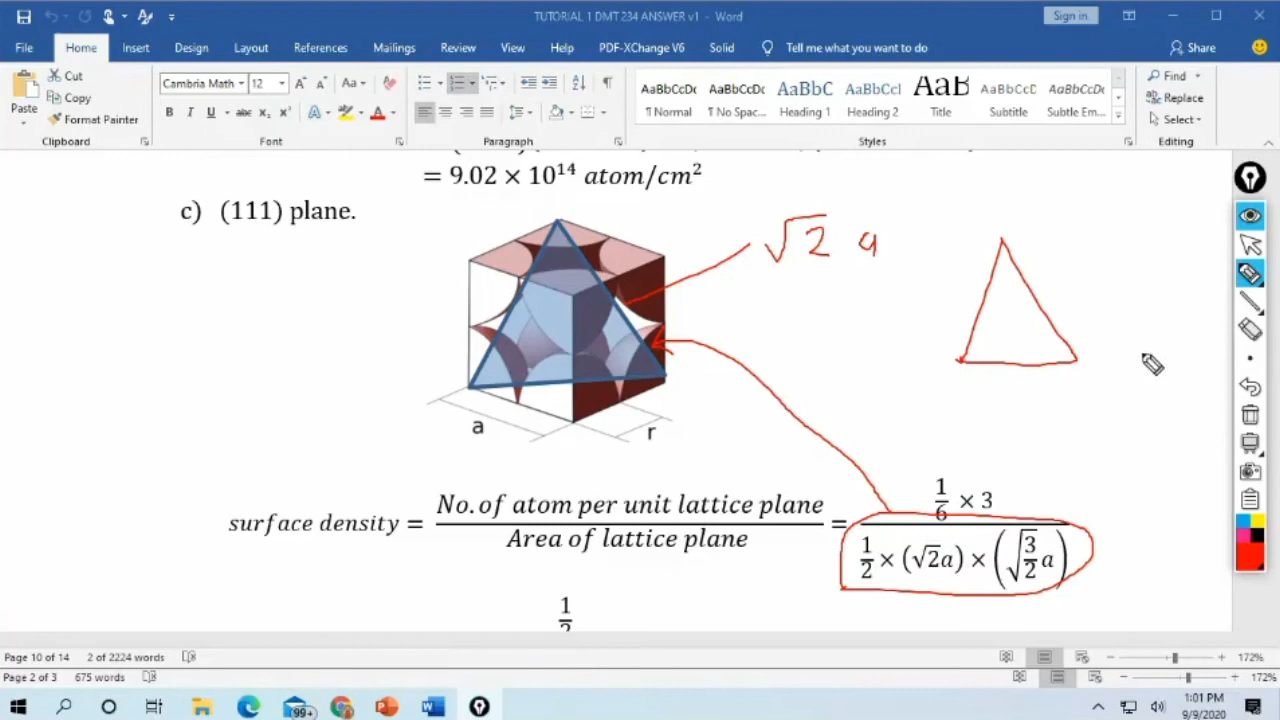 TUTORIAL 1 DMT 234 ANSWER v1 - Word
Sign in
File Home Insert Design Layout References Mailings Review View Help PDF-XChange V6 Solid Tell me what you want to do Share
Cut
Copy
Format Painter
Paste
Cambria Math 12
AaBbCcDc AaBbCcDc AaBbC AaBbCcI AaB AaBbCcD AaBbCcDc
¶ Normal ¶ No Spac... Heading 1 Heading 2 Title Subtitle Subtle Em...
Find
Replace
Select
Clipboard Font Paragraph Styles Editing
= 9.02 × 10¹⁴ atom/cm²
c) (111) plane.
√2 a
a
r
surface density = No. of atom per unit lattice plane / Area of lattice plane = 1/6 × 3 / 1/2 × (√2a) × (√3/2 a)
1/2
Page 10 of 14 2 of 2224 words 172%
Page 2 of 3 675 words 172%
99+
1:01 PM
9/9/2020